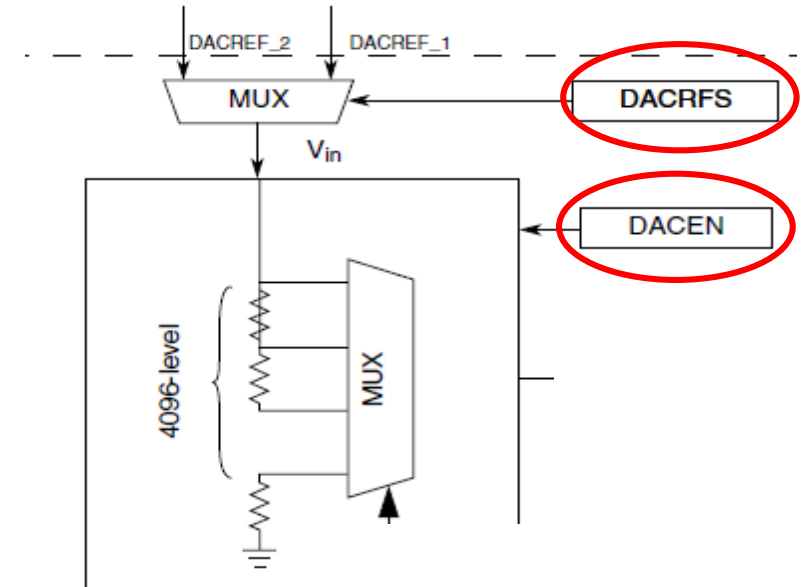 DACREF_2
DACREF_1
MUX
DACRFS
Vin
DACEN
4096-level
MUX